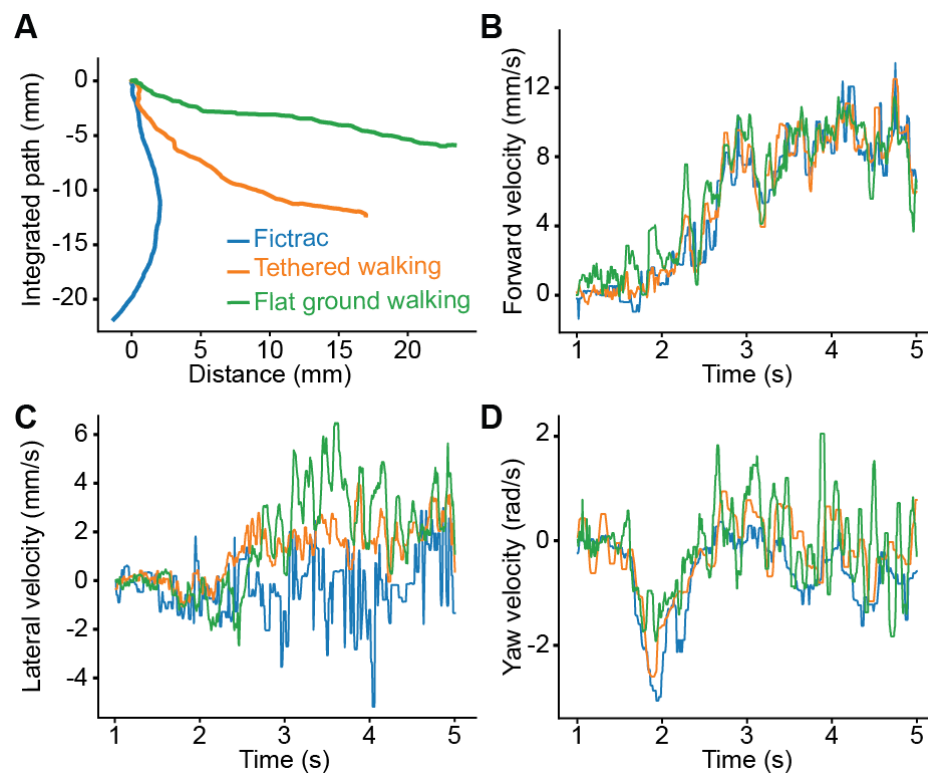 A
Integrated path (mm)
0
-5
-10
-15
-20
Fictrac
Tethered walking
Flat ground walking
0 5 10 15 20
Distance (mm)
B
Forward velocity (mm/s)
12
8
4
0
1 2 3 4 5
Time (s)
C
Lateral velocity (mm/s)
6
4
2
0
-2
-4
1 2 3 4 5
Time (s)
D
Yaw velocity (rad/s)
2
0
-2
1 2 3 4 5
Time (s)